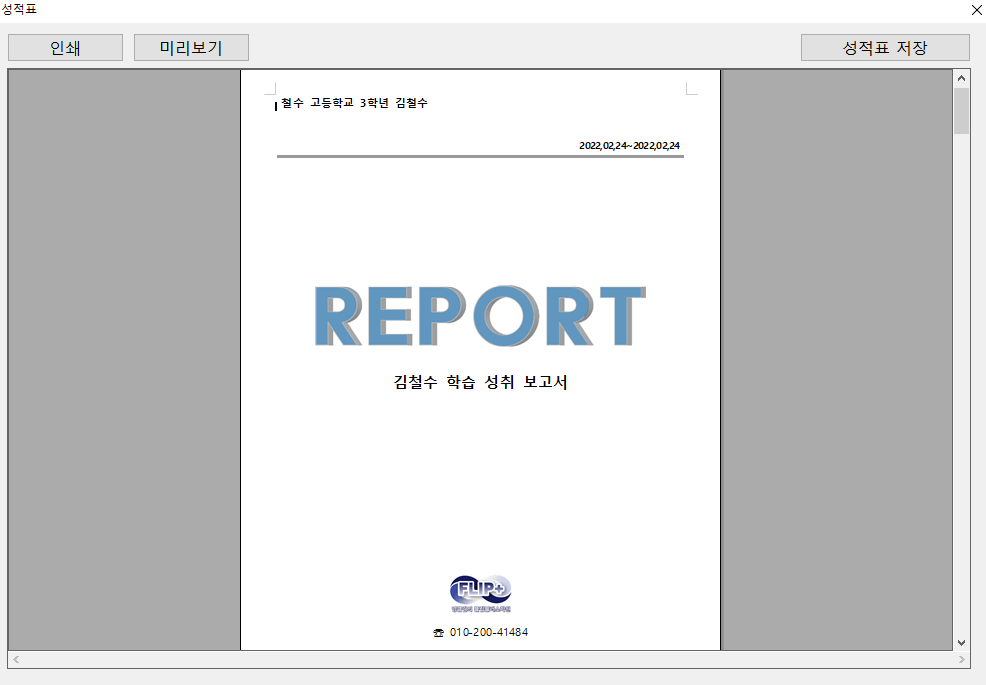 성적표
인쇄 미리보기 성적표 저장
철수 고등학교 3학년 김철수
2022,02,24~2022,02,24
REPORT
김철수 학습 성취 보고서
FLIP+
☎ 010-200-41484